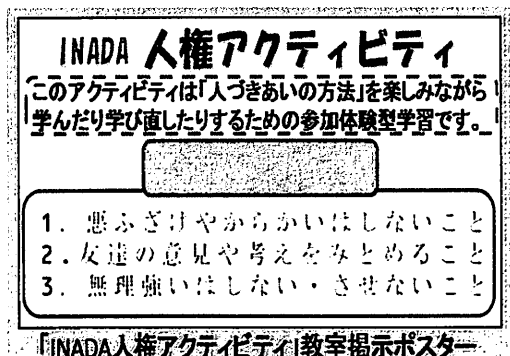 INADA 人権アクティビティ
このアクティビティは「人づきあいの方法」を楽しみながら
学んだり学び直したりするための参加体験型学習です。
1. 悪ふざけやからかいはしないこと
2. 友達の意見や考えをみとめること
3. 無理強いはしない・させないこと
「INADA人権アクティビティ」教室掲示ポスター